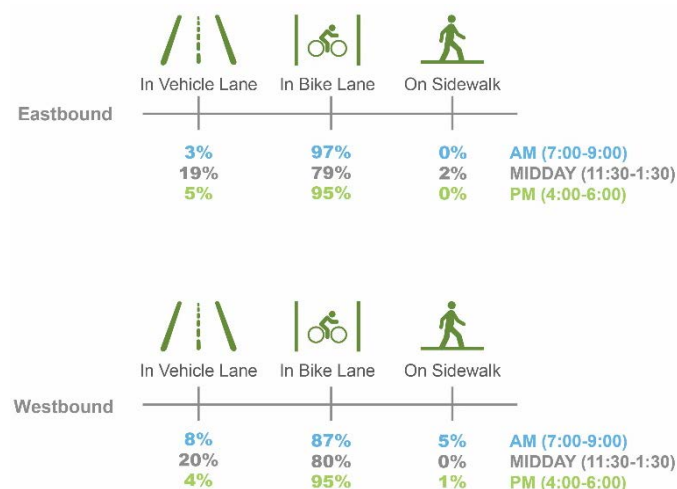 In Vehicle Lane In Bike Lane On Sidewalk
Eastbound
3% 97% 0% AM (7:00-9:00)
19% 79% 2% MIDDAY (11:30-1:30)
5% 95% 0% PM (4:00-6:00)
In Vehicle Lane In Bike Lane On Sidewalk
Westbound
8% 87% 5% AM (7:00-9:00)
20% 80% 0% MIDDAY (11:30-1:30)
4% 95% 1% PM (4:00-6:00)